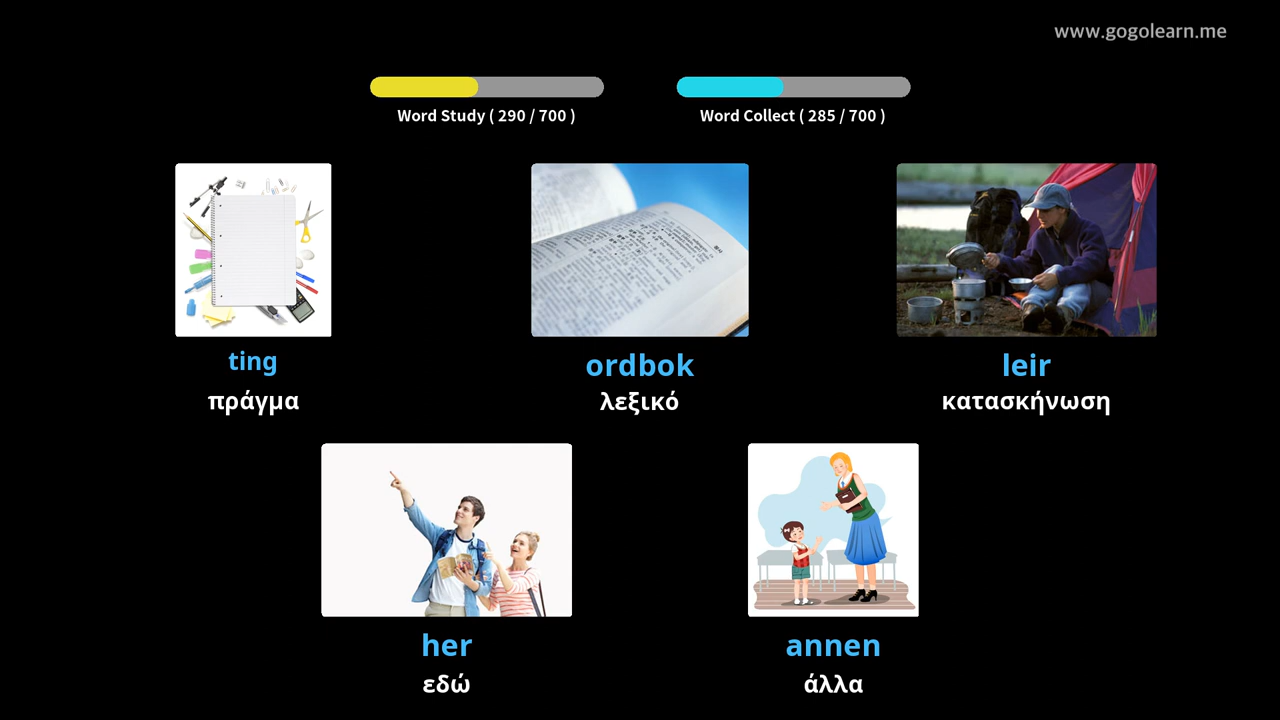 www.gogolearn.me
Word Study ( 290 / 700 )
Word Collect ( 285 / 700 )
ting
πράγμα
ordbok
λεξικό
leir
κατασκήνωση
her
εδώ
annen
άλλα